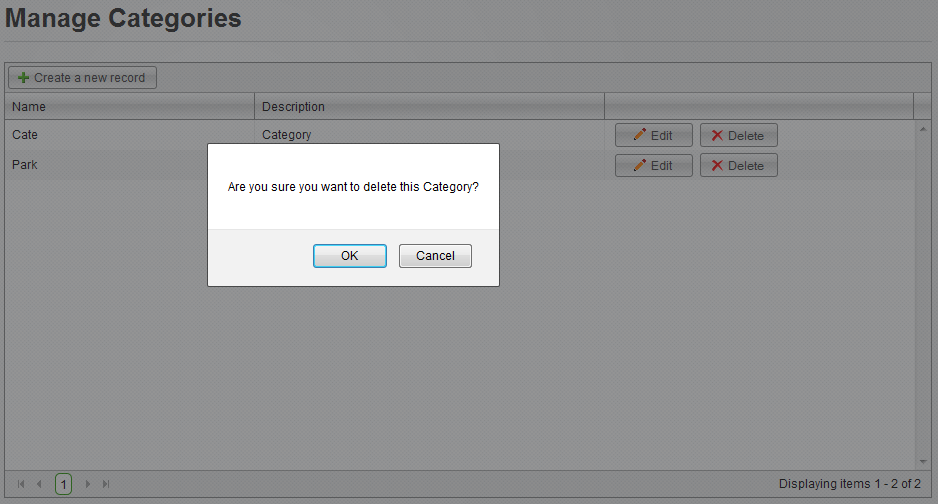 Manage Categories
Create a new record
Name Description
Cate Category Edit Delete
Park Edit Delete
Are you sure you want to delete this Category?
OK Cancel
1 Displaying items 1 - 2 of 2